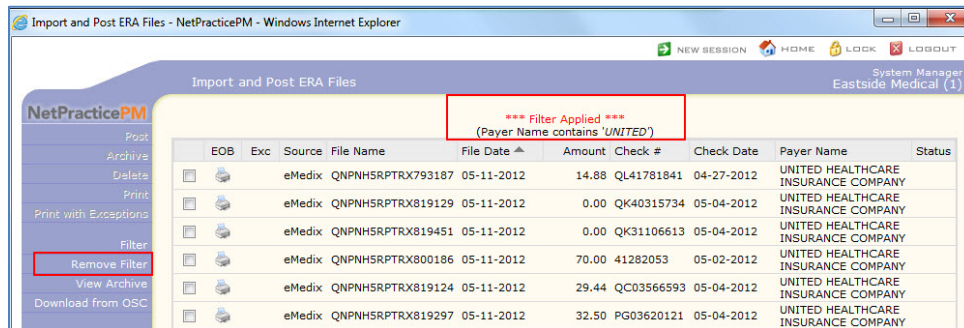 Import and Post ERA Files - NetPracticePM - Windows Internet Explorer
NEW SESSION HOME LOCK LOGOUT
Import and Post ERA Files
System Manager
Eastside Medical (1)
NetPracticePM
Post
Archive
Delete
Print
Print with Exceptions
Filter
Remove Filter
View Archive
Download from OSC
*** Filter Applied ***
(Payer Name contains 'UNITED')
EOB Exc Source File Name File Date Amount Check # Check Date Payer Name Status
eMedix QNPNH5RPTRX793187 05-11-2012 14.88 QL41781841 04-27-2012 UNITED HEALTHCARE
INSURANCE COMPANY
eMedix QNPNH5RPTRX819129 05-11-2012 0.00 QK40315734 05-04-2012 UNITED HEALTHCARE
INSURANCE COMPANY
eMedix QNPNH5RPTRX819451 05-11-2012 0.00 QK31106613 05-04-2012 UNITED HEALTHCARE
INSURANCE COMPANY
eMedix QNPNH5RPTRX800186 05-11-2012 70.00 41282053 05-02-2012 UNITED HEALTHCARE
INSURANCE COMPANY
eMedix QNPNH5RPTRX819124 05-11-2012 29.44 QC03566593 05-04-2012 UNITED HEALTHCARE
INSURANCE COMPANY
eMedix QNPNH5RPTRX819297 05-11-2012 32.50 PG03620121 05-04-2012 UNITED HEALTHCARE
INSURANCE COMPANY